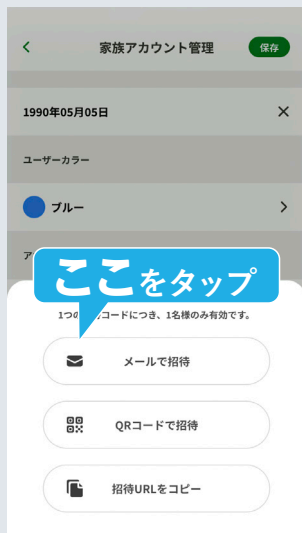 家族アカウント管理
保存
1990年05月05日
ユーザーカラー
ブルー
ア
ここをタップ
1つの コードにつき、1名様のみ有効です。
メールで招待
QRコードで招待
招待URLをコピー